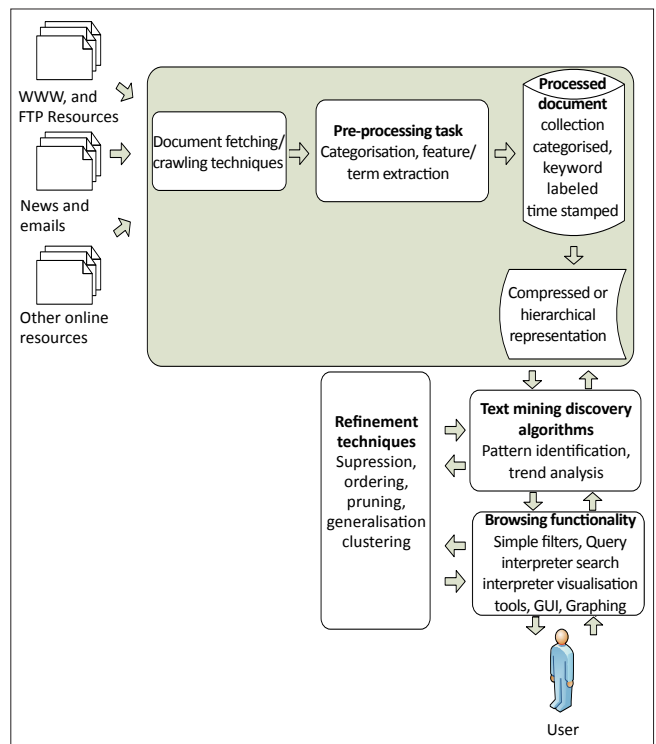 WWW, and
FTP Resources
News and
emails
Other online
resources
Document fetching/
crawling techniques
Pre-processing task
Categorisation, feature/
term extraction
Processed
document
collection
categorised,
keyword
labeled
time stamped
Compressed or
hierarchical
representation
Refinement
techniques
Supression,
ordering,
pruning,
generalisation
clustering
Text mining discovery
algorithms
Pattern identification,
trend analysis
Browsing functionality
Simple filters, Query
interpreter search
interpreter visualisation
tools, GUI, Graphing
User